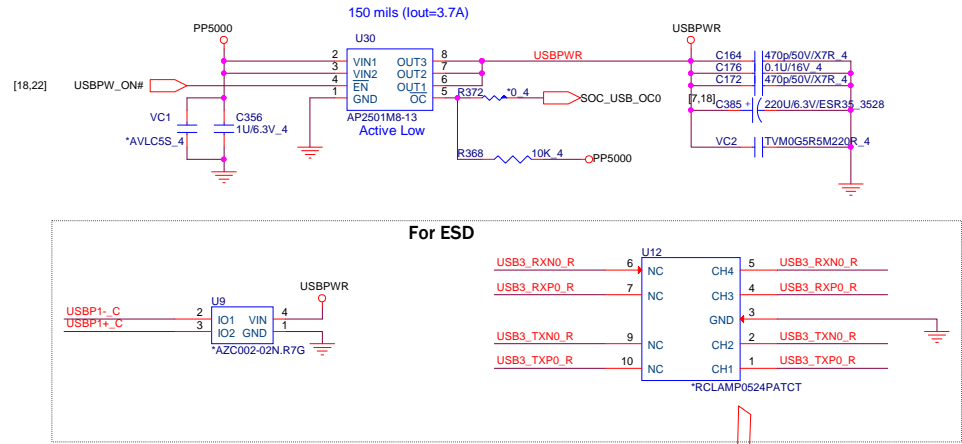 150 mils (Iout=3.7A)
PP5000
U30
USBPWR
2 VIN1 OUT3 8 USBPWR
3 VIN2 OUT2 7
[18,22] USBPW_ON# 4 EN OUT1 6
1 GND OC 5 R372 *0_4 SOC_USB_OC0 [7,18]
AP2501M8-13
Active Low
VC1
*AVLC5S_4
C356
1U/6.3V_4
R368 10K_4 PP5000
C164 470p/50V/X7R_4
C176 0.1U/16V_4
C172 470p/50V/X7R_4
C385 + 220U/6.3V/ESR35_3528
VC2 TVM0G5R5M220R_4
For ESD
U9
USBPWR
USBP1-_C 2 IO1 VIN 4
USBP1+_C 3 IO2 GND 1
*AZC002-02N.R7G
U12
USB3_RXN0_R 6 NC CH4 5 USB3_RXN0_R
USB3_RXP0_R 7 NC CH3 4 USB3_RXP0_R
GND 3
USB3_TXN0_R 9 NC CH2 2 USB3_TXN0_R
USB3_TXP0_R 10 NC CH1 1 USB3_TXP0_R
*RCLAMP0524PATCT